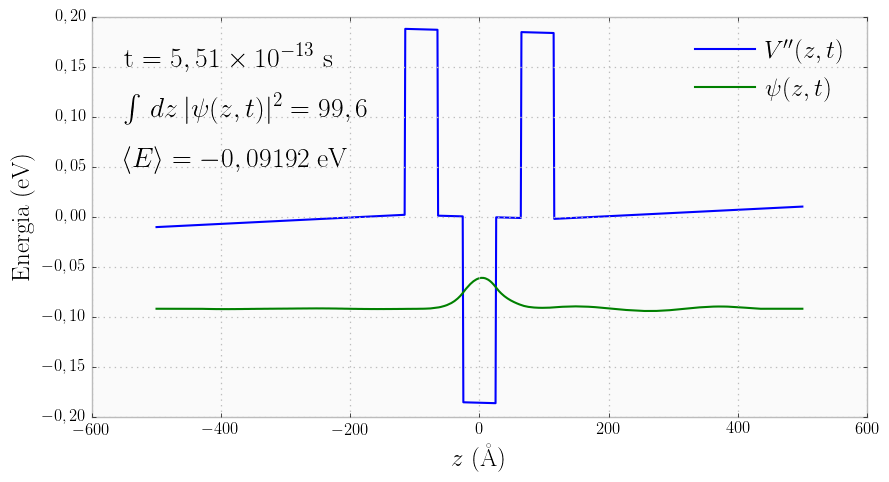 t = 5,51 × 10⁻¹³ s
∫ dz |ψ(z, t)|² = 99,6
⟨E⟩ = −0,09192 eV
V′′(z, t)
ψ(z, t)
Energia (eV)
0,20
0,15
0,10
0,05
0,00
−0,05
−0,10
−0,15
−0,20
−600 −400 −200 0 200 400 600
z (Å)